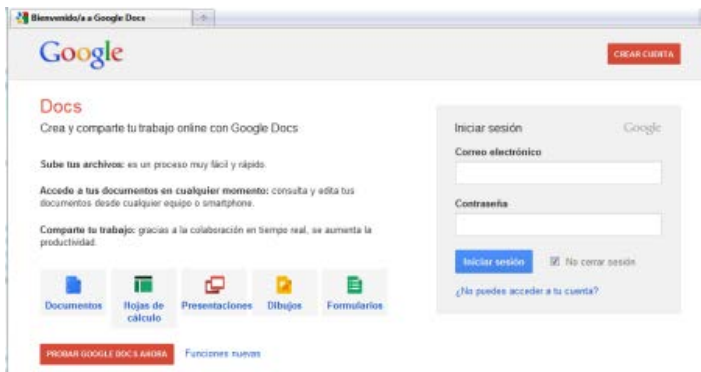 Bienvenido/a a Google Docs
Google
CREAR CUENTA
Docs
Crea y comparte tu trabajo online con Google Docs
Sube tus archivos: es un proceso muy fácil y rápido.
Accede a tus documentos en cualquier momento: consulta y edita tus
documentos desde cualquier equipo o smartphone.
Comparte tu trabajo: gracias a la colaboración en tiempo real, se aumenta la
productividad.
Documentos
Hojas de
cálculo
Presentaciones
Dibujos
Formularios
PROBAR GOOGLE DOCS AHORA
Funciones nuevas
Iniciar sesión
Google
Correo electrónico
Contraseña
Iniciar sesión
No cerrar sesión
¿No puedes acceder a tu cuenta?